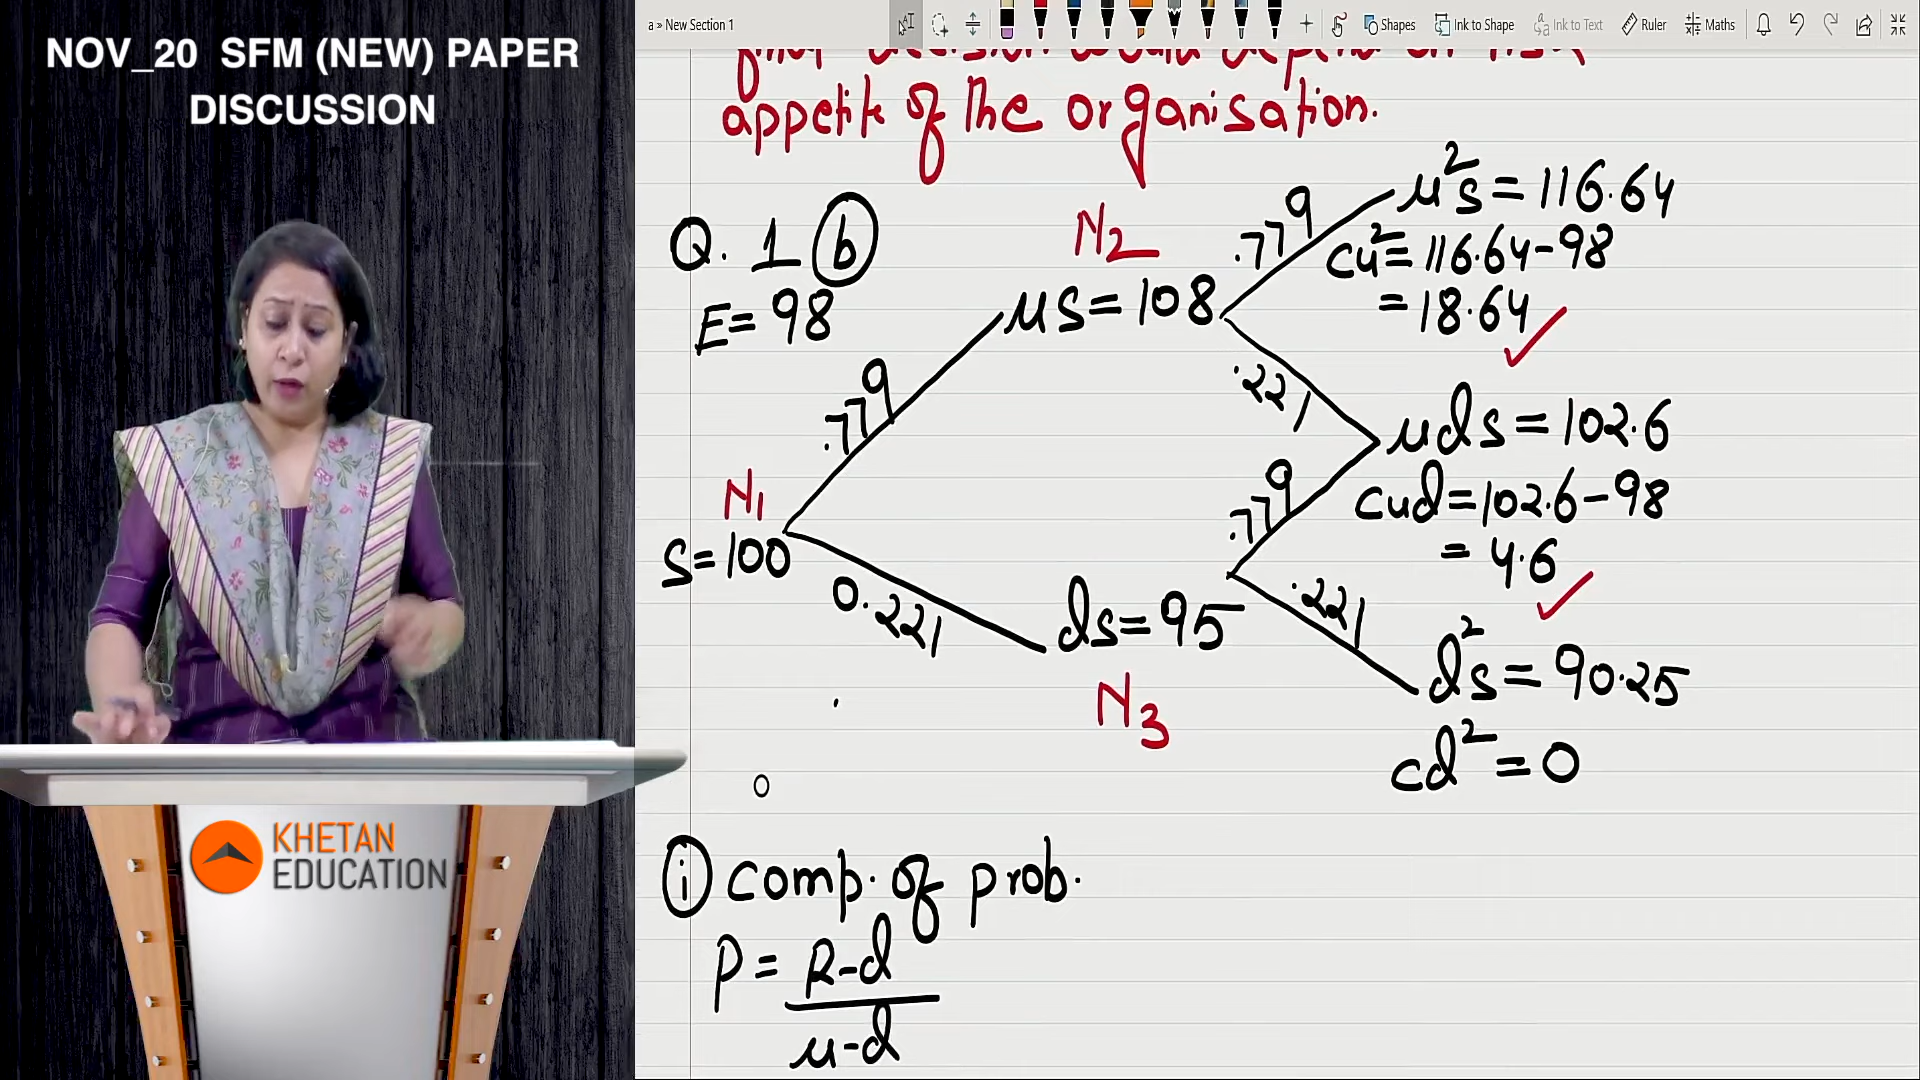 NOV_20 SFM (NEW) PAPER
DISCUSSION
a » New Section 1
Shapes
Ink to Shape
Ink to Text
Ruler
Maths
appetite of the organisation.
Q. 1 (b)
E = 98
N1
S = 100
.779
0.221
N2
us = 108
ds = 95
N3
.779
.221
.779
.221
u²s = 116.64
cu² = 116.64 - 98
= 18.64 ✓
uds = 102.6
cud = 102.6 - 98
= 4.6 ✓
d²s = 90.25
cd² = 0
0
(i) comp. of prob.
P = R-d
u-d
KHETAN
EDUCATION